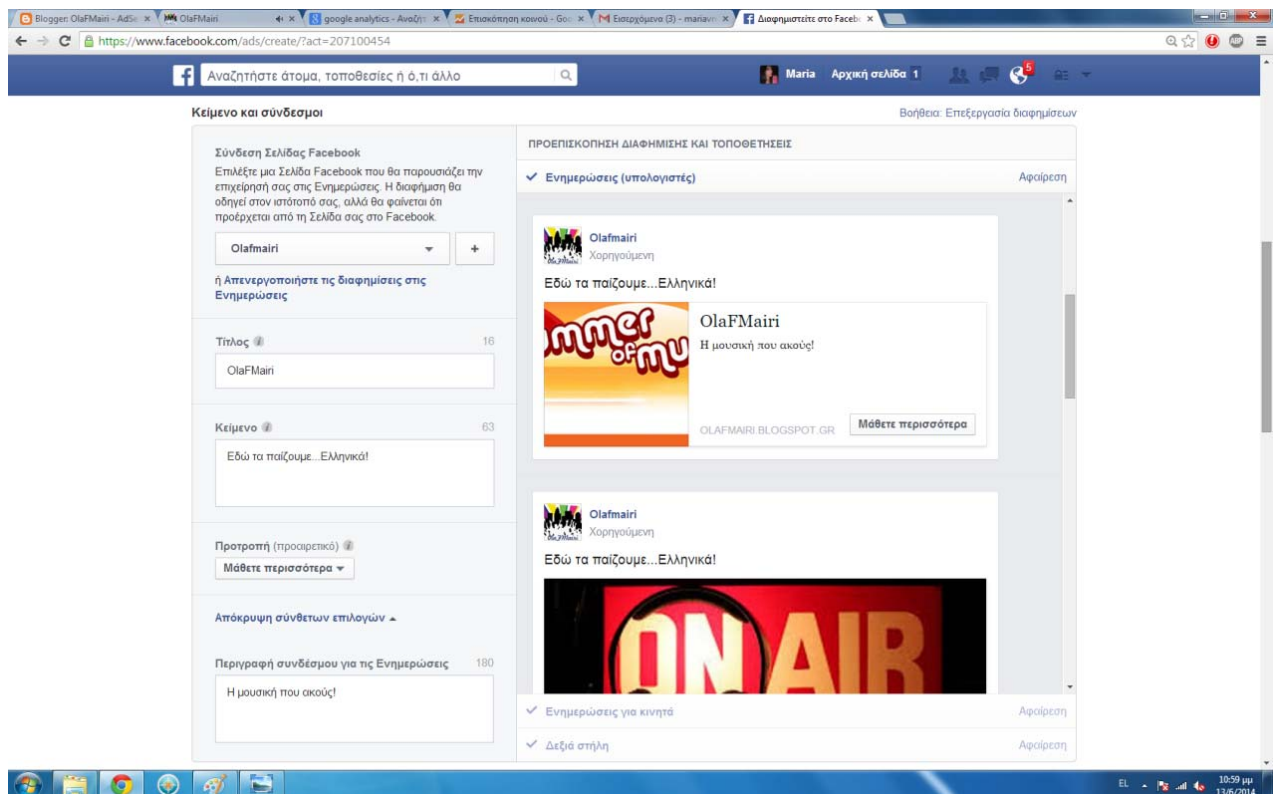 Blogger: OlaFMairi - AdSe
OlaFMairi
google analytics - Αναζήτ
Επισκόπηση κοινού - Goo
Εισερχόμενα (3) - mariavr
Διαφημιστείτε στο Facebo
https://www.facebook.com/ads/create/?act=207100454
Αναζητήστε άτομα, τοποθεσίες ή ό,τι άλλο
Maria
Αρχική σελίδα 1
5
Κείμενο και σύνδεσμοι
Βοήθεια: Επεξεργασία διαφημίσεων
Σύνδεση Σελίδας Facebook
Επιλέξτε μια Σελίδα Facebook που θα παρουσιάζει την
επιχείρησή σας στις Ενημερώσεις. Η διαφήμιση θα
οδηγεί στον ιστότοπό σας, αλλά θα φαίνεται ότι
προέρχεται από τη Σελίδα σας στο Facebook.
Olafmairi
+
ή Απενεργοποιήστε τις διαφημίσεις στις
Ενημερώσεις
Τίτλος
16
OlaFMairi
Κείμενο
63
Εδώ τα παίζουμε...Ελληνικά!
Προτροπή (προαιρετικό)
Μάθετε περισσότερα
Απόκρυψη σύνθετων επιλογών
Περιγραφή συνδέσμου για τις Ενημερώσεις
180
Η μουσική που ακούς!
ΠΡΟΕΠΙΣΚΟΠΗΣΗ ΔΙΑΦΗΜΙΣΗΣ ΚΑΙ ΤΟΠΟΘΕΤΗΣΕΙΣ
Ενημερώσεις (υπολογιστές)
Αφαίρεση
Olafmairi
Χορηγούμενη
Εδώ τα παίζουμε...Ελληνικά!
mmer
of mu
OlaFMairi
Η μουσική που ακούς!
OLAFMAIRI.BLOGSPOT.GR
Μάθετε περισσότερα
Olafmairi
Χορηγούμενη
Εδώ τα παίζουμε...Ελληνικά!
ON AIR
Ενημερώσεις για κινητά
Αφαίρεση
Δεξιά στήλη
Αφαίρεση
EL
10:59 μμ
13/6/2014